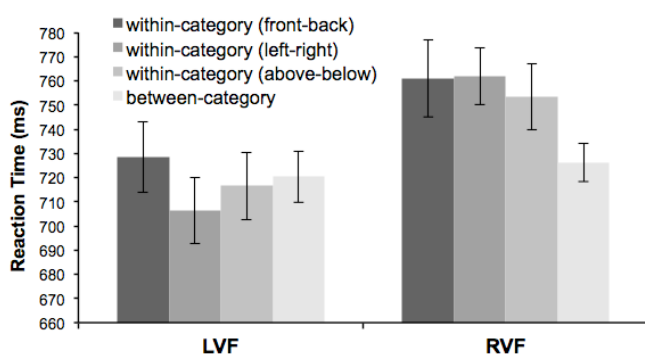 780
770
760
750
740
730
720
710
700
690
680
670
660
Reaction Time (ms)
within-category (front-back)
within-category (left-right)
within-category (above-below)
between-category
LVF RVF